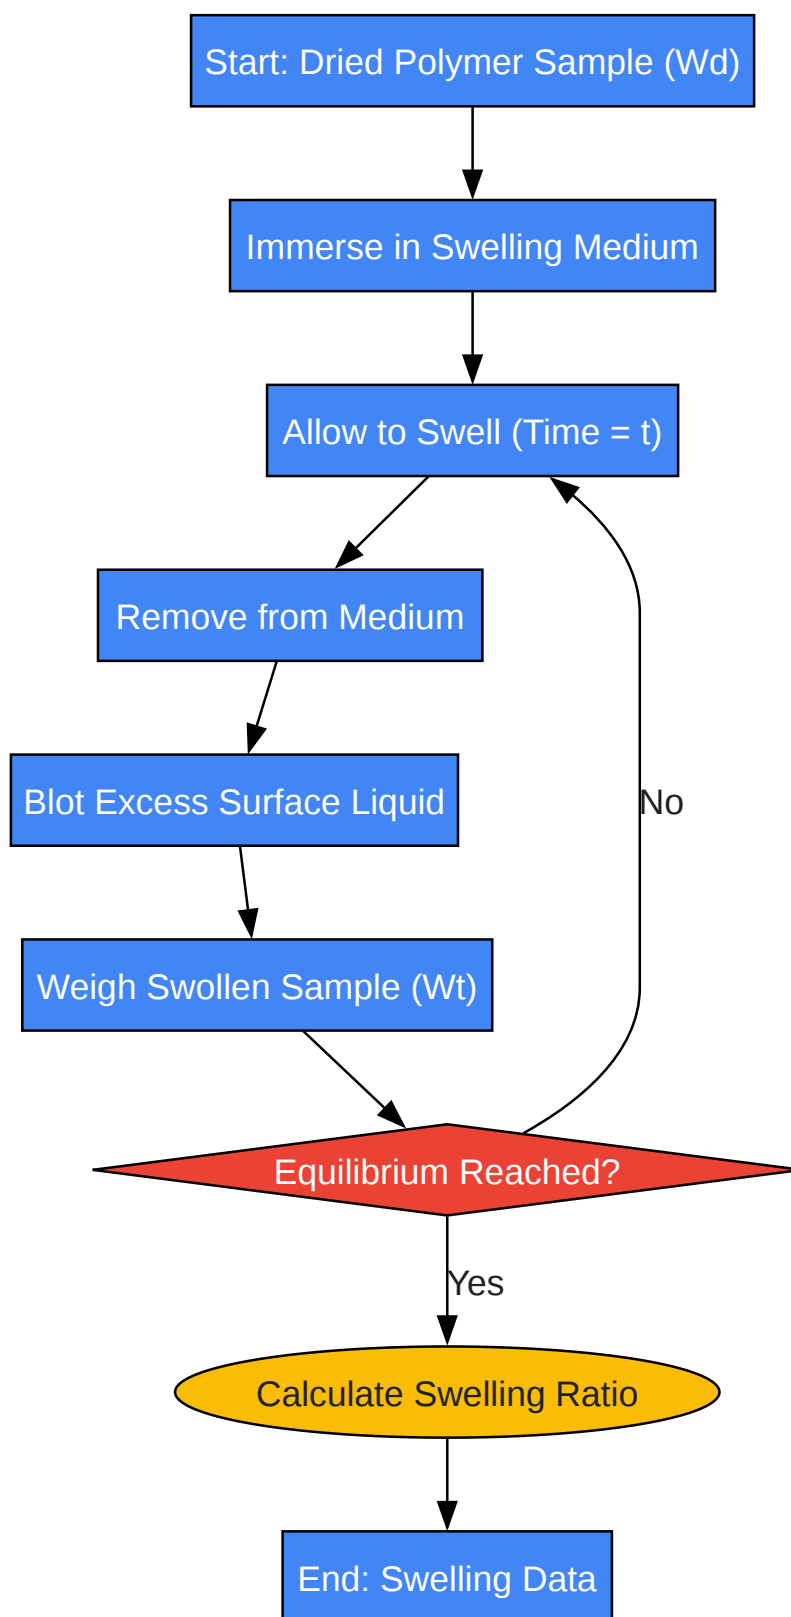 Start: Dried Polymer Sample (Wd)
Immerse in Swelling Medium
Allow to Swell (Time = t)
Remove from Medium
Blot Excess Surface Liquid
No
Weigh Swollen Sample (Wt)
Equilibrium Reached?
Yes
Calculate Swelling Ratio
End: Swelling Data